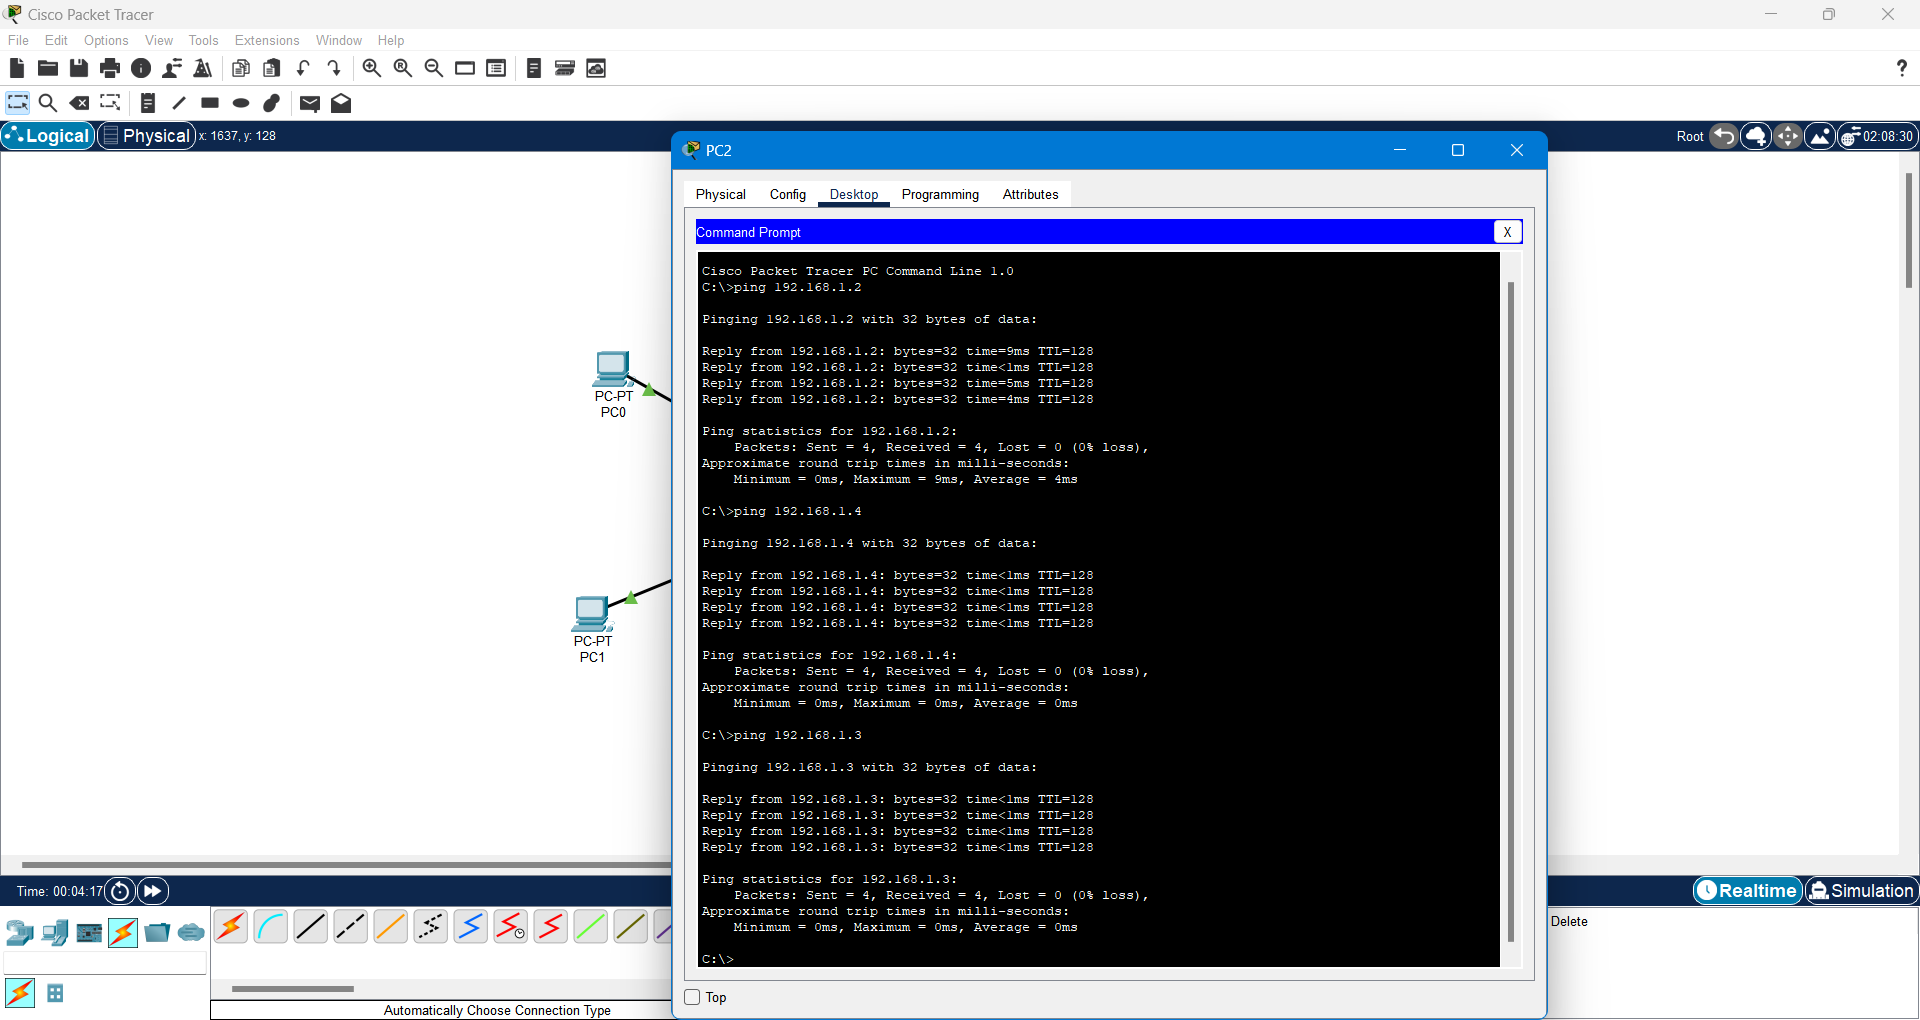 Cisco Packet Tracer
File Edit Options View Tools Extensions Window Help
?
Logical Physical x: 1637, y: 128
Root 02:08:30
PC2
Physical Config Desktop Programming Attributes
Command Prompt
X
Cisco Packet Tracer PC Command Line 1.0
C:\>ping 192.168.1.2
Pinging 192.168.1.2 with 32 bytes of data:
Reply from 192.168.1.2: bytes=32 time=9ms TTL=128
Reply from 192.168.1.2: bytes=32 time<1ms TTL=128
Reply from 192.168.1.2: bytes=32 time=5ms TTL=128
Reply from 192.168.1.2: bytes=32 time=4ms TTL=128
Ping statistics for 192.168.1.2:
Packets: Sent = 4, Received = 4, Lost = 0 (0% loss),
Approximate round trip times in milli-seconds:
Minimum = 0ms, Maximum = 9ms, Average = 4ms
C:\>ping 192.168.1.4
Pinging 192.168.1.4 with 32 bytes of data:
Reply from 192.168.1.4: bytes=32 time<1ms TTL=128
Reply from 192.168.1.4: bytes=32 time<1ms TTL=128
Reply from 192.168.1.4: bytes=32 time<1ms TTL=128
Reply from 192.168.1.4: bytes=32 time<1ms TTL=128
Ping statistics for 192.168.1.4:
Packets: Sent = 4, Received = 4, Lost = 0 (0% loss),
Approximate round trip times in milli-seconds:
Minimum = 0ms, Maximum = 0ms, Average = 0ms
C:\>ping 192.168.1.3
Pinging 192.168.1.3 with 32 bytes of data:
Reply from 192.168.1.3: bytes=32 time<1ms TTL=128
Reply from 192.168.1.3: bytes=32 time<1ms TTL=128
Reply from 192.168.1.3: bytes=32 time<1ms TTL=128
Reply from 192.168.1.3: bytes=32 time<1ms TTL=128
Ping statistics for 192.168.1.3:
Packets: Sent = 4, Received = 4, Lost = 0 (0% loss),
Approximate round trip times in milli-seconds:
Minimum = 0ms, Maximum = 0ms, Average = 0ms
C:\>
Top
PC-PT
PC0
PC-PT
PC1
Time: 00:04:17
Realtime Simulation
Delete
Automatically Choose Connection Type